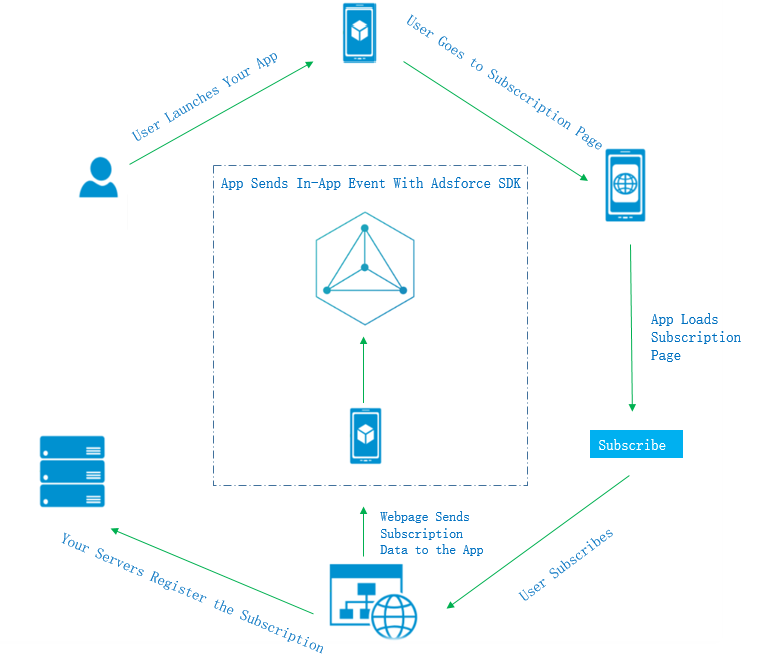 User Launches Your App
User Goes to Subsccription Page
App Sends In-App Event With Adsforce SDK
App Loads
Subscription
Page
Subscribe
Webpage Sends
Subscription
Data to the App
User Subscribes
Your Servers Register the Subscription